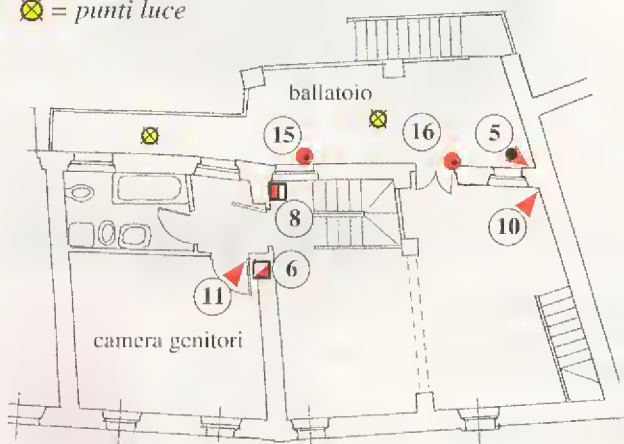 = punti luce
ballatoio
15
16
5
8
10
11
6
camera genitori